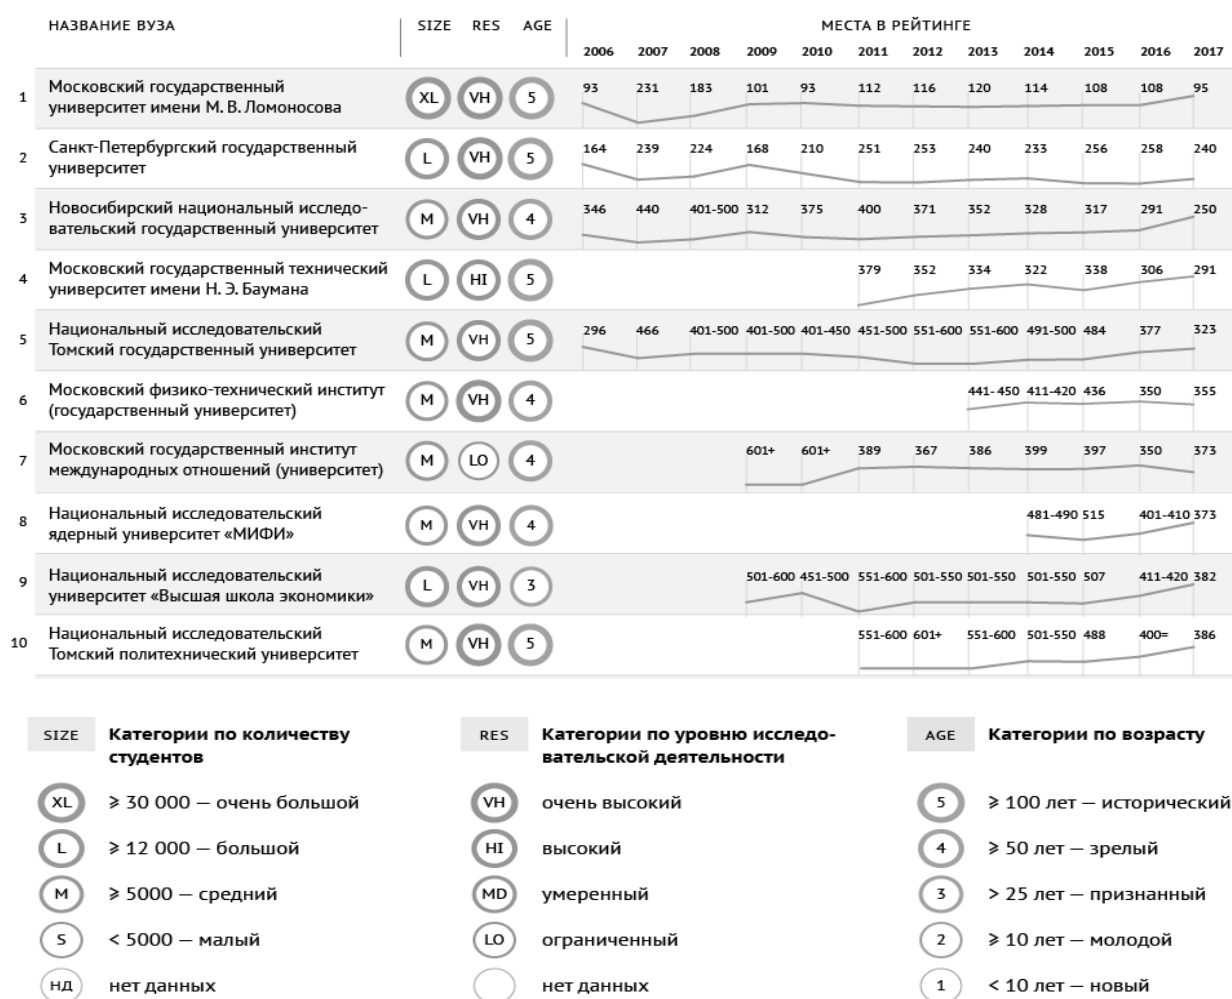 НАЗВАНИЕ ВУЗА SIZE RES AGE МЕСТА В РЕЙТИНГЕ
2006 2007 2008 2009 2010 2011 2012 2013 2014 2015 2016 2017
1 Московский государственный
университет имени М. В. Ломоносова XL VH 5 93 231 183 101 93 112 116 120 114 108 108 95
2 Санкт-Петербургский государственный
университет L VH 5 164 239 224 168 210 251 253 240 233 256 258 240
3 Новосибирский национальный исследо-
вательский государственный университет M VH 4 346 440 401-500 312 375 400 371 352 328 317 291 250
4 Московский государственный технический
университет имени Н. Э. Баумана L HI 5 379 352 334 322 338 306 291
5 Национальный исследовательский
Томский государственный университет M VH 5 296 466 401-500 401-500 401-450 451-500 551-600 551-600 491-500 484 377 323
6 Московский физико-технический институт
(государственный университет) M VH 4 441- 450 411-420 436 350 355
7 Московский государственный институт
международных отношений (университет) M LO 4 601+ 601+ 389 367 386 399 397 350 373
8 Национальный исследовательский
ядерный университет «МИФИ» M VH 4 481-490 515 401-410 373
9 Национальный исследовательский
университет «Высшая школа экономики» L VH 3 501-600 451-500 551-600 501-550 501-550 501-550 507 411-420 382
10 Национальный исследовательский
Томский политехнический университет M VH 5 551-600 601+ 551-600 501-550 488 400= 386
SIZE Категории по количеству
студентов
XL ⩾ 30 000 — очень большой
L ⩾ 12 000 — большой
M ⩾ 5000 — средний
S < 5000 — малый
НД нет данных
RES Категории по уровню исследо-
вательской деятельности
VH очень высокий
HI высокий
MD умеренный
LO ограниченный
нет данных
AGE Категории по возрасту
5 ⩾ 100 лет — исторический
4 ⩾ 50 лет — зрелый
3 > 25 лет — признанный
2 ⩾ 10 лет — молодой
1 < 10 лет — новый